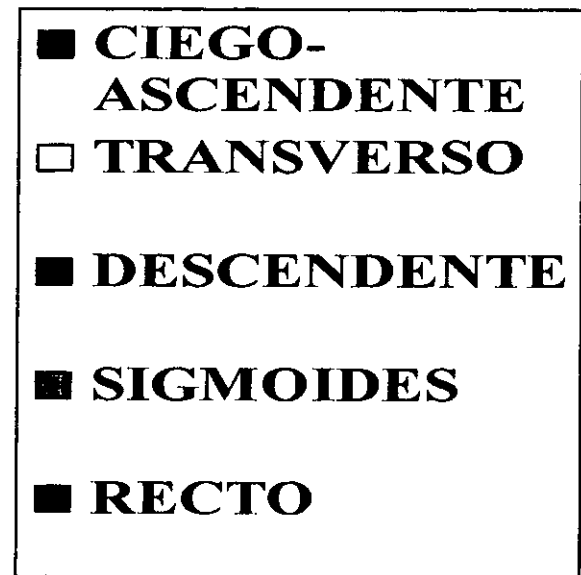 CIEGO-
ASCENDENTE
TRANSVERSO
DESCENDENTE
SIGMOIDES
RECTO